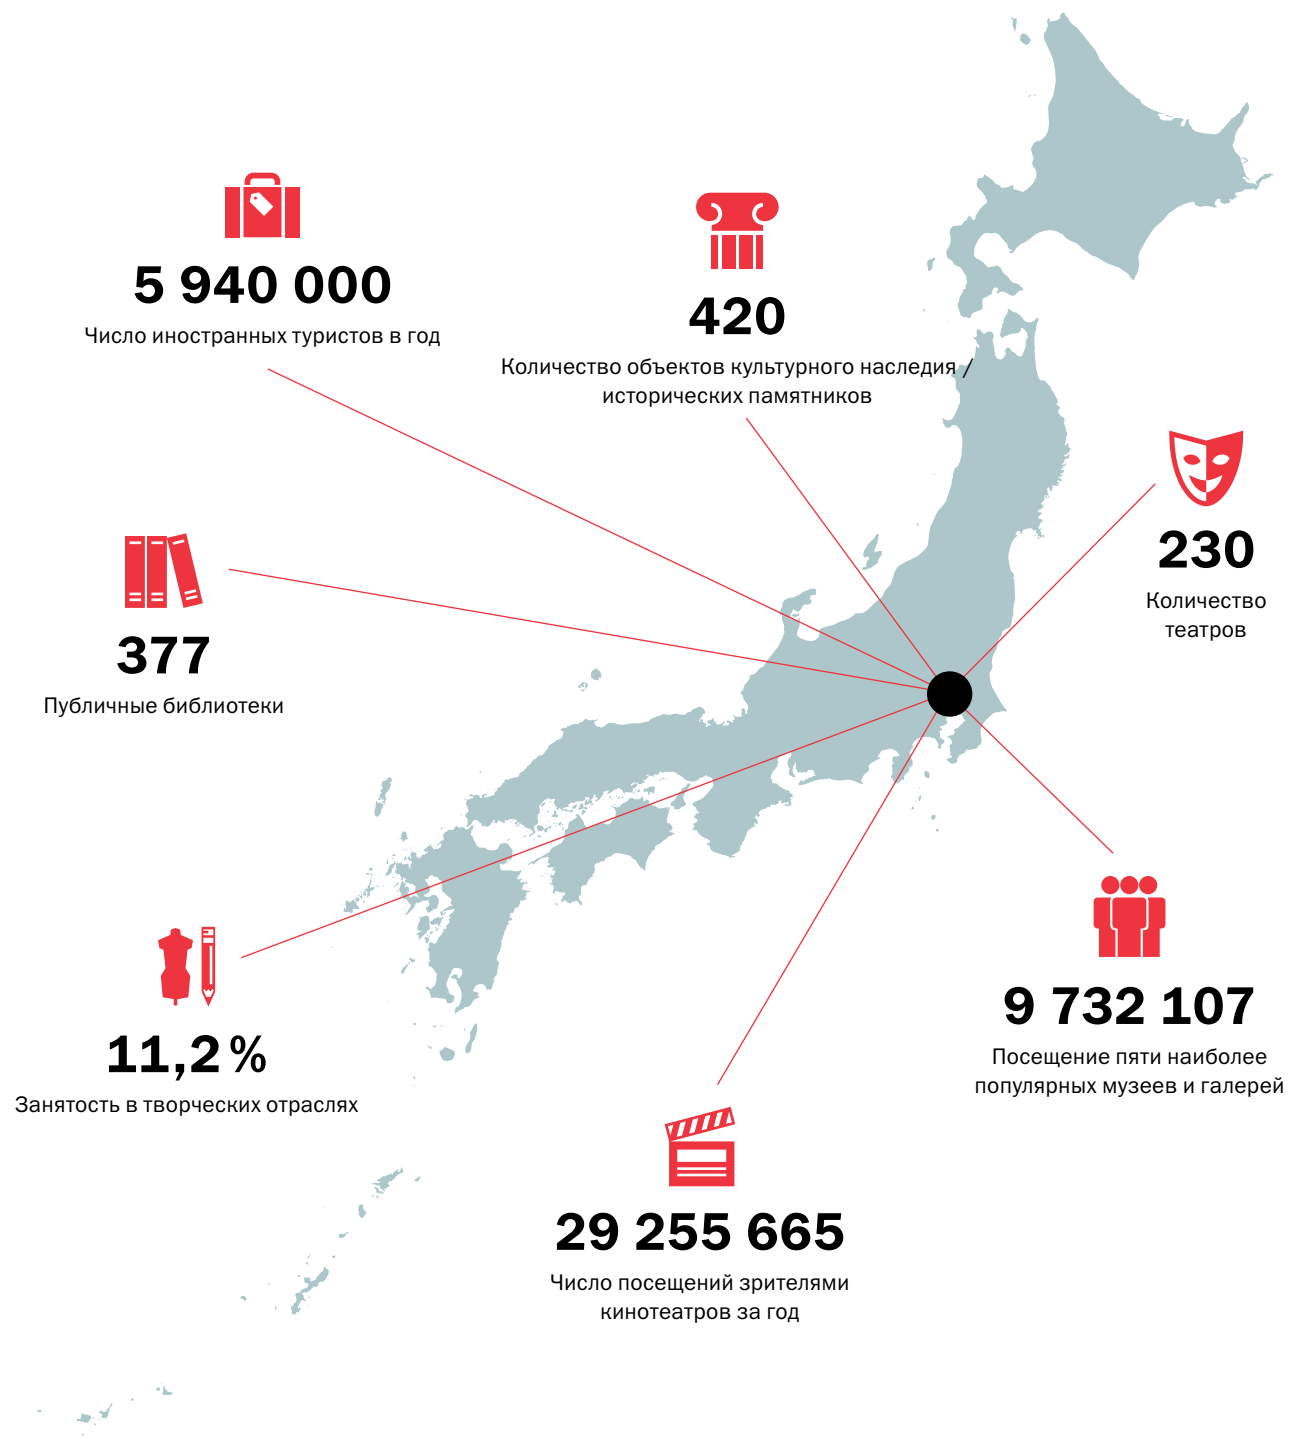 5 940 000
Число иностранных туристов в год
420
Количество объектов культурного наследия /
исторических памятников
230
Количество
театров
377
Публичные библиотеки
11,2 %
Занятость в творческих отраслях
9 732 107
Посещение пяти наиболее
популярных музеев и галерей
29 255 665
Число посещений зрителями
кинотеатров за год